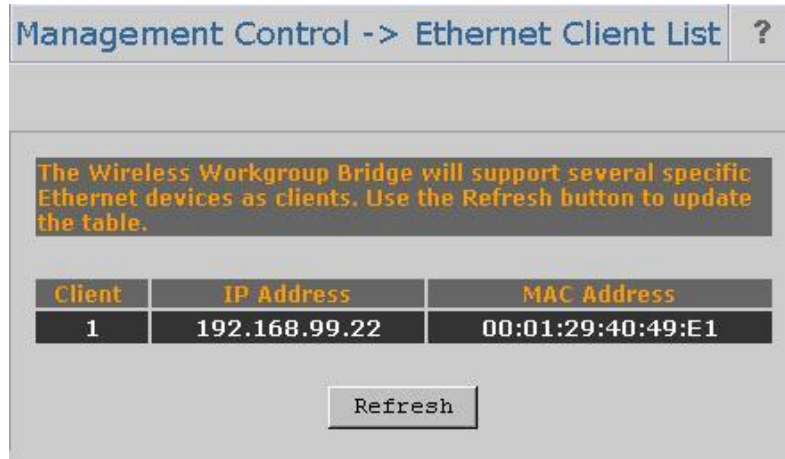 Management Control -> Ethernet Client List ?
The Wireless Workgroup Bridge will support several specific
Ethernet devices as clients. Use the Refresh button to update
the table.
Client IP Address MAC Address
1 192.168.99.22 00:01:29:40:49:E1
Refresh